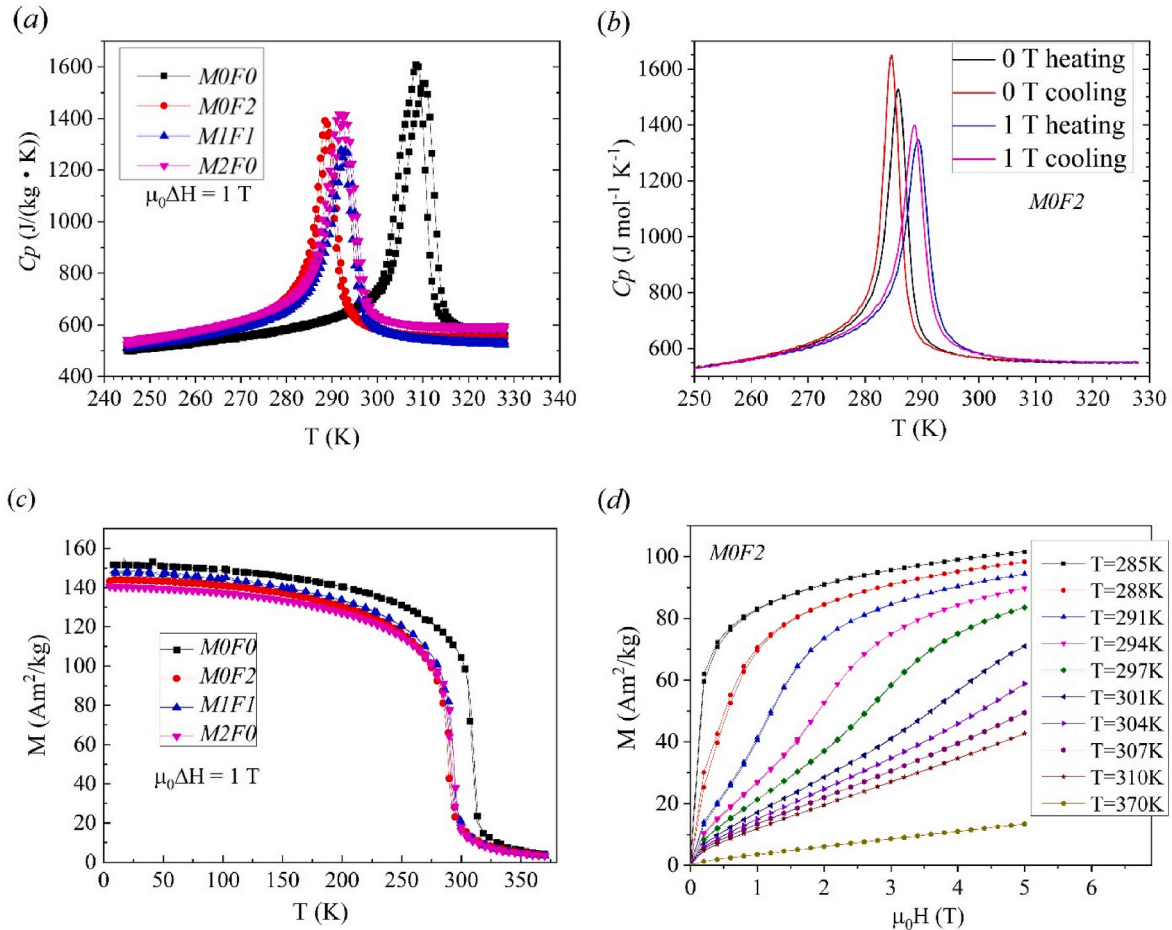 (a)
1600
1400
1200
1000
800
600
400
Cp (J/(kg • K))
M0F0
M0F2
M1F1
M2F0
μ₀ΔH = 1 T
240 250 260 270 280 290 300 310 320 330 340
T (K)
(b)
1600
1400
1200
1000
800
600
Cp (J mol⁻¹ K⁻¹)
0 T heating
0 T cooling
1 T heating
1 T cooling
M0F2
250 260 270 280 290 300 310 320 330
T (K)
(c)
160
140
120
100
80
60
40
20
0
M (Am²/kg)
M0F0
M0F2
M1F1
M2F0
μ₀ΔH = 1 T
0 50 100 150 200 250 300 350
T (K)
(d)
100
80
60
40
20
0
M (Am²/kg)
M0F2
T=285K
T=288K
T=291K
T=294K
T=297K
T=301K
T=304K
T=307K
T=310K
T=370K
0 1 2 3 4 5 6
μ₀H (T)